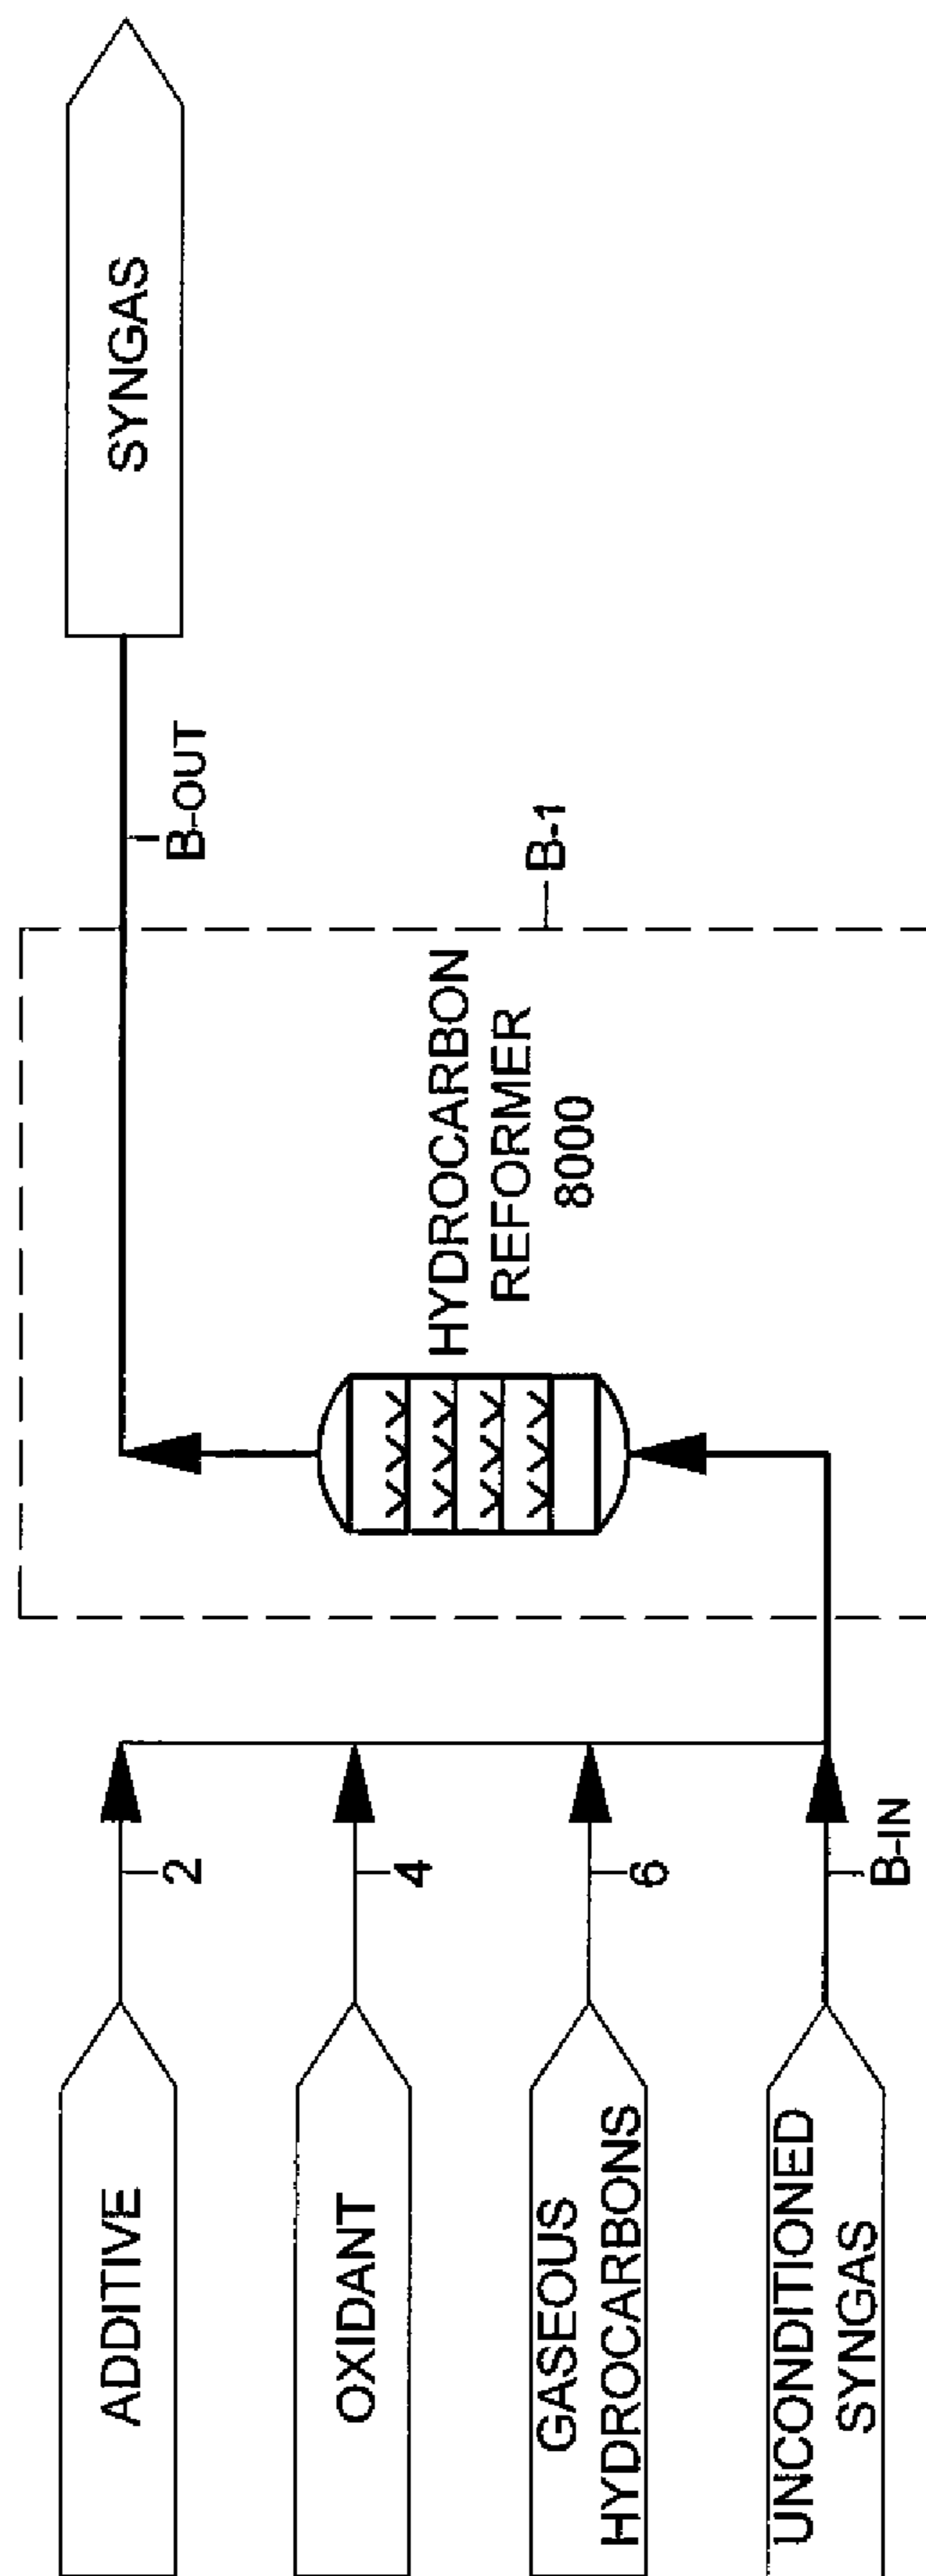 ADDITIVE
2
OXIDANT
4
GASEOUS
HYDROCARBONS
6
UNCONDITIONED
SYNGAS
B-IN
HYDROCARBON
REFORMER
8000
B-1
B-OUT
SYNGAS